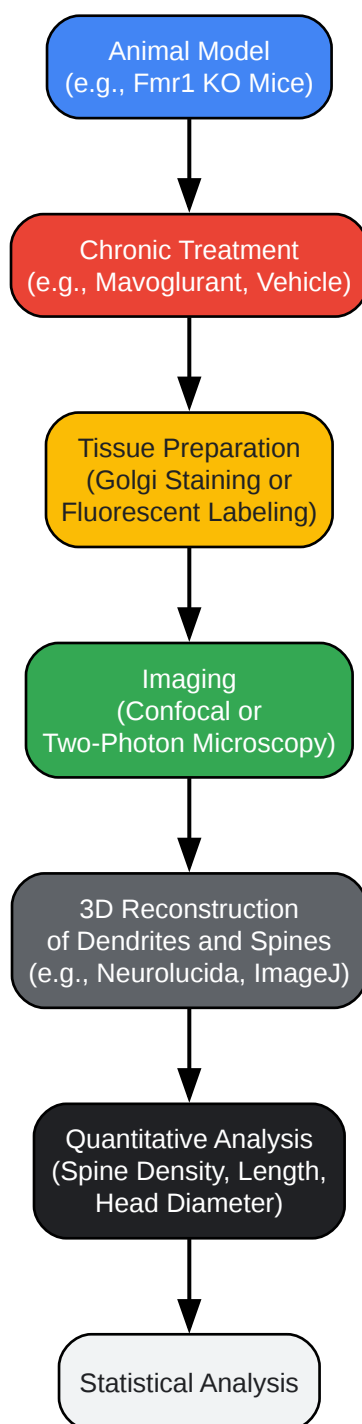 Animal Model
(e.g., Fmr1 KO Mice)
Chronic Treatment
(e.g., Mavoglurant, Vehicle)
Tissue Preparation
(Golgi Staining or
Fluorescent Labeling)
Imaging
(Confocal or
Two-Photon Microscopy)
3D Reconstruction
of Dendrites and Spines
(e.g., Neurolucida, ImageJ)
Quantitative Analysis
(Spine Density, Length,
Head Diameter)
Statistical Analysis